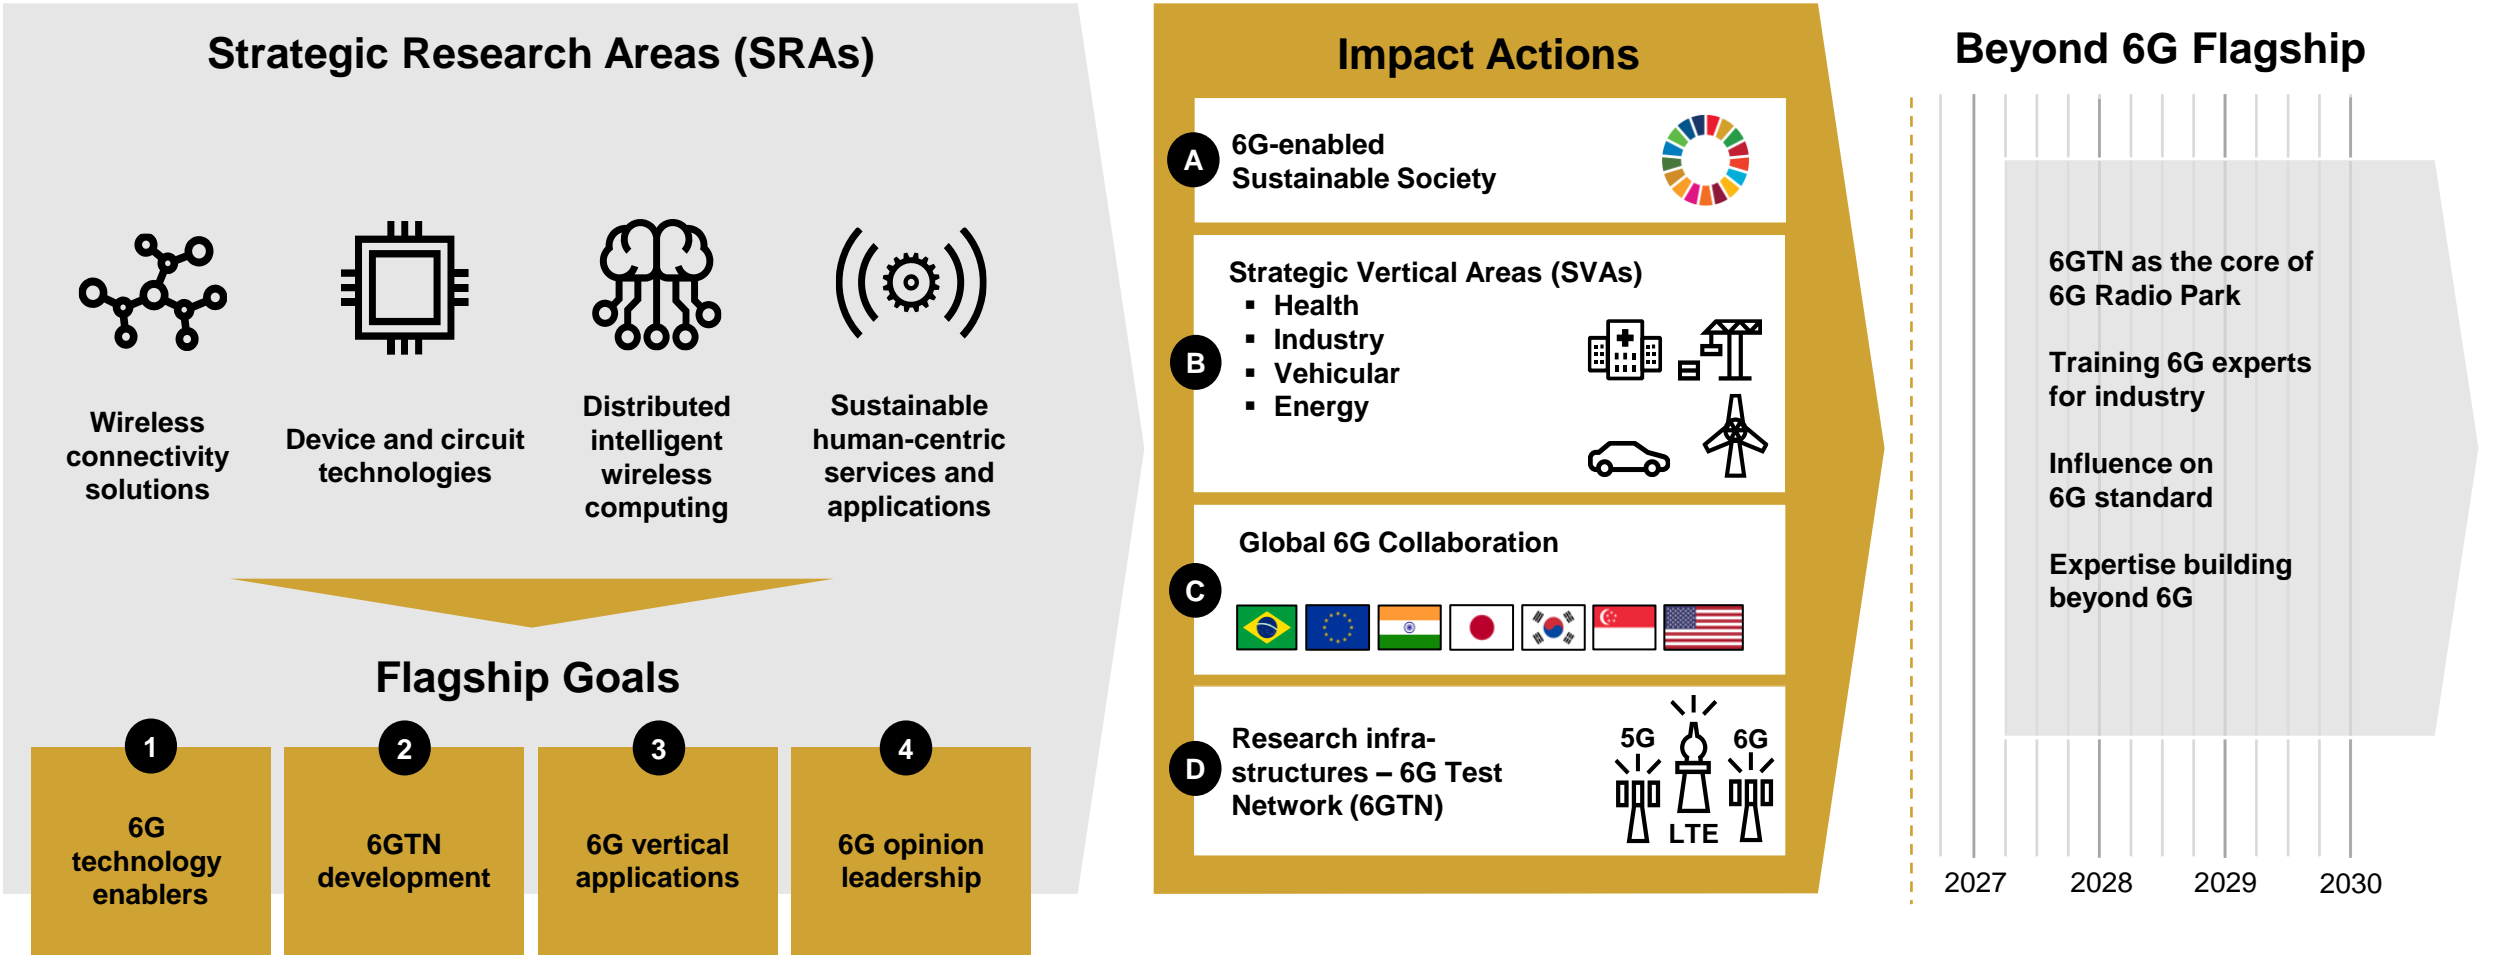 Strategic Research Areas (SRAs)
Wireless
connectivity
solutions
Device and circuit
technologies
Distributed
intelligent
wireless
computing
Sustainable
human-centric
services and
applications
Flagship Goals
1
6G
technology
enablers
2
6GTN
development
3
6G vertical
applications
4
6G opinion
leadership
Impact Actions
A
6G-enabled
Sustainable Society
B
Strategic Vertical Areas (SVAs)
▪ Health
▪ Industry
▪ Vehicular
▪ Energy
C
Global 6G Collaboration
D
Research infra-
structures – 6G Test
Network (6GTN)
5G
6G
LTE
Beyond 6G Flagship
6GTN as the core of
6G Radio Park
Training 6G experts
for industry
Influence on
6G standard
Expertise building
beyond 6G
2027
2028
2029
2030